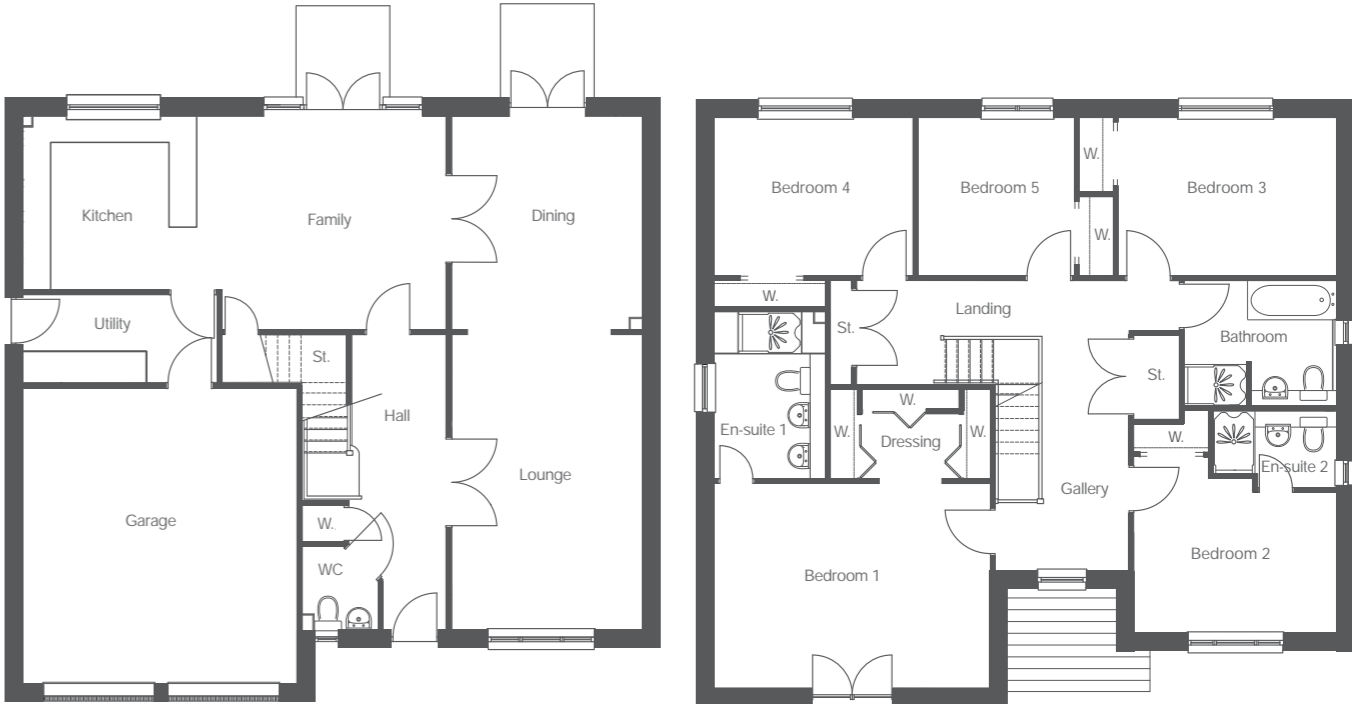 Kitchen
Family
Dining
Utility
St.
Hall
Lounge
Garage
W.
WC
Bedroom 4
Bedroom 5
W.
Bedroom 3
W.
W.
Landing
St.
Bathroom
St.
W.
En-suite 1
W.
Dressing
W.
W.
En-suite 2
Gallery
Bedroom 2
Bedroom 1